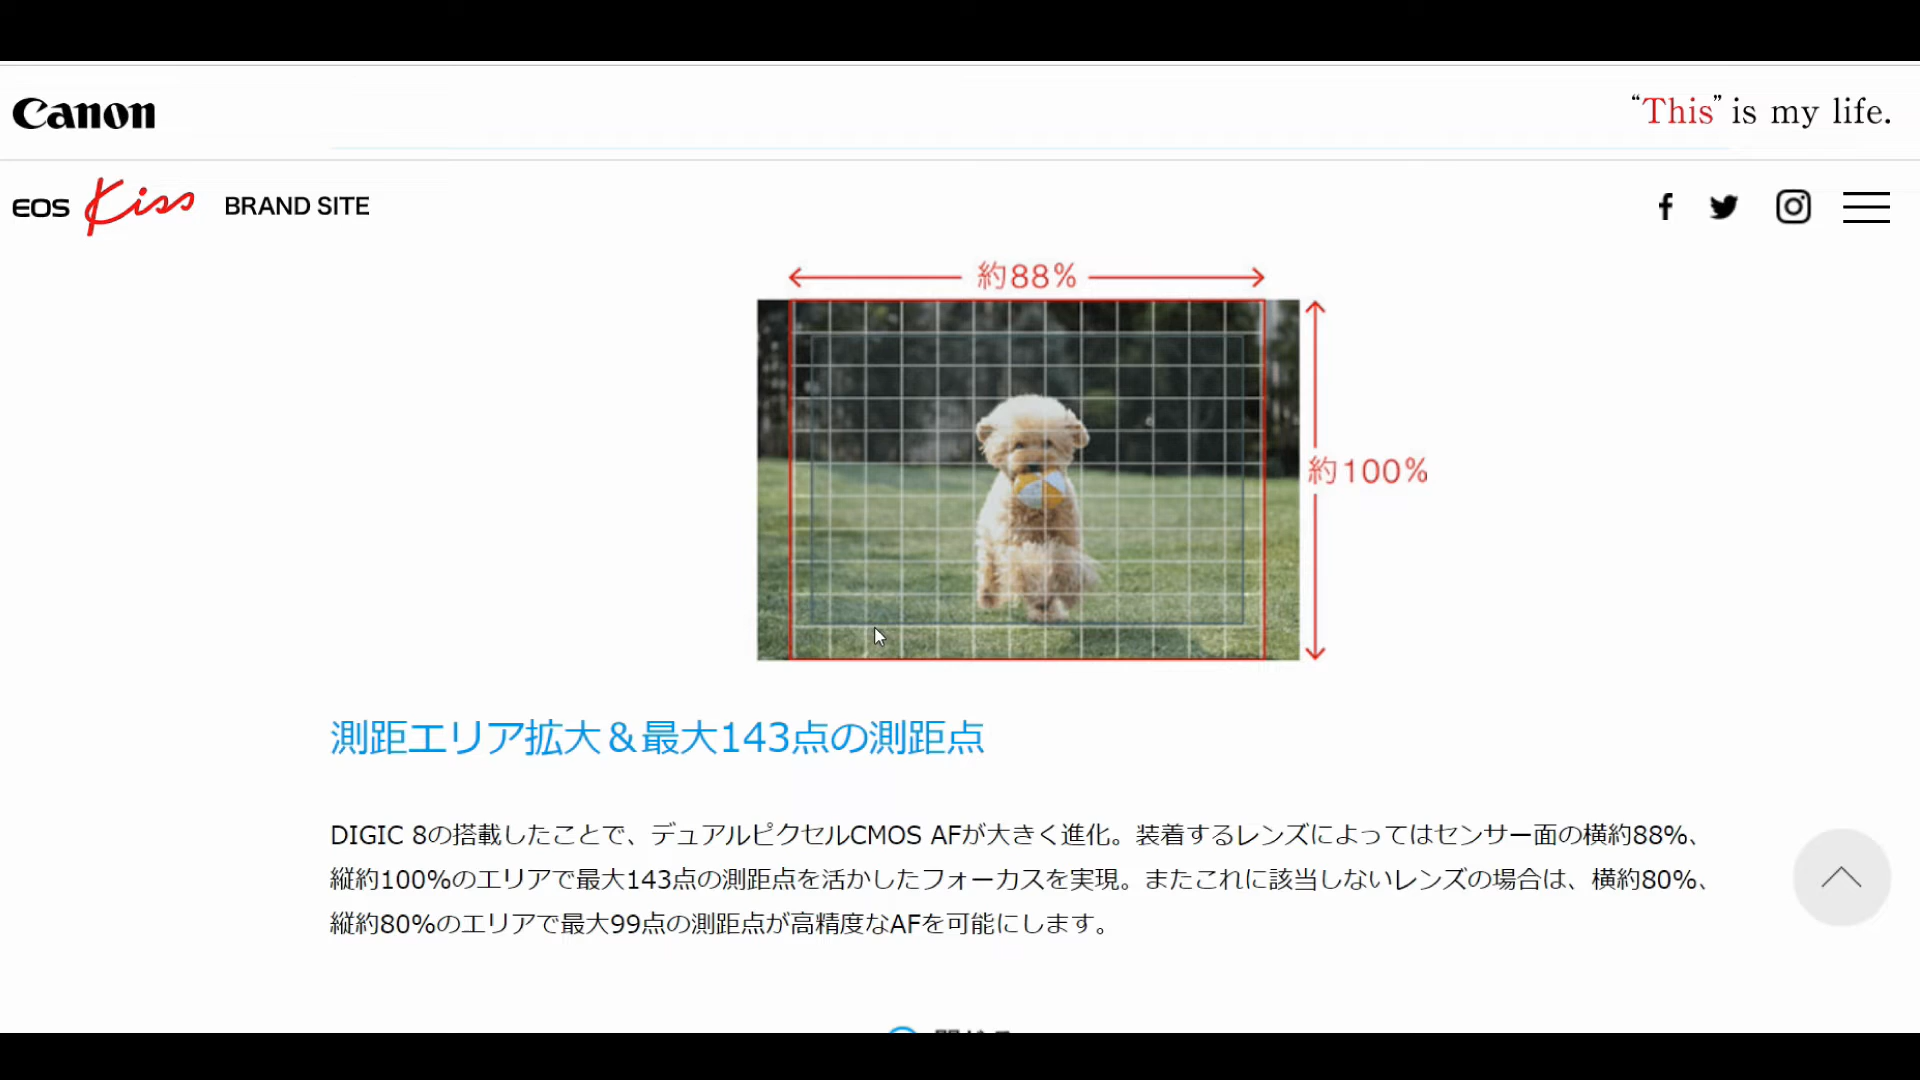 Canon
“This” is my life.
EOS Kiss BRAND SITE
約88%
約100%
測距エリア拡大＆最大143点の測距点
DIGIC 8の搭載したことで、デュアルピクセルCMOS AFが大きく進化。装着するレンズによってはセンサー面の横約88%、
縦約100%のエリアで最大143点の測距点を活かしたフォーカスを実現。またこれに該当しないレンズの場合は、横約80%、
縦約80%のエリアで最大99点の測距点が高精度なAFを可能にします。